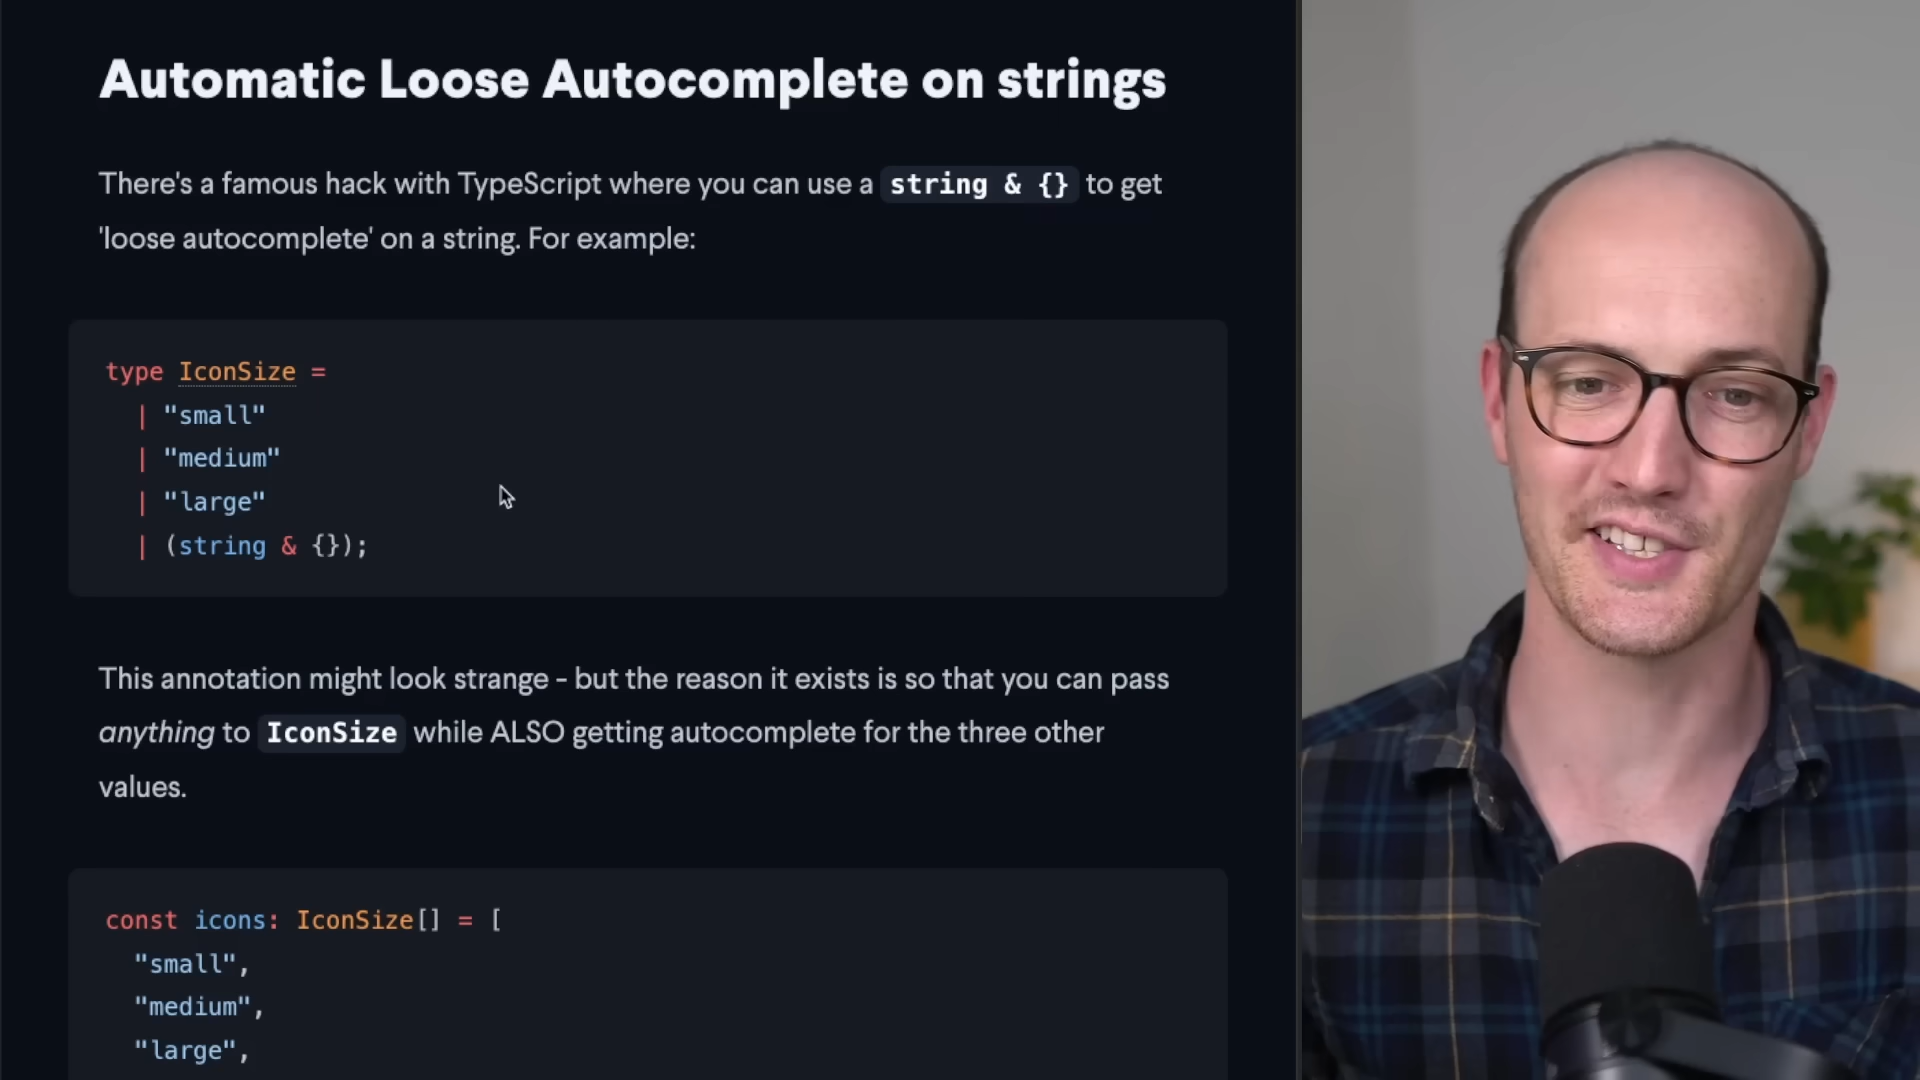 Automatic Loose Autocomplete on strings
There's a famous hack with TypeScript where you can use a string & {} to get
'loose autocomplete' on a string. For example:
type IconSize =
| "small"
| "medium"
| "large"
| (string & {});
This annotation might look strange - but the reason it exists is so that you can pass
anything to IconSize while ALSO getting autocomplete for the three other
values.
const icons: IconSize[] = [
"small",
"medium",
"large",